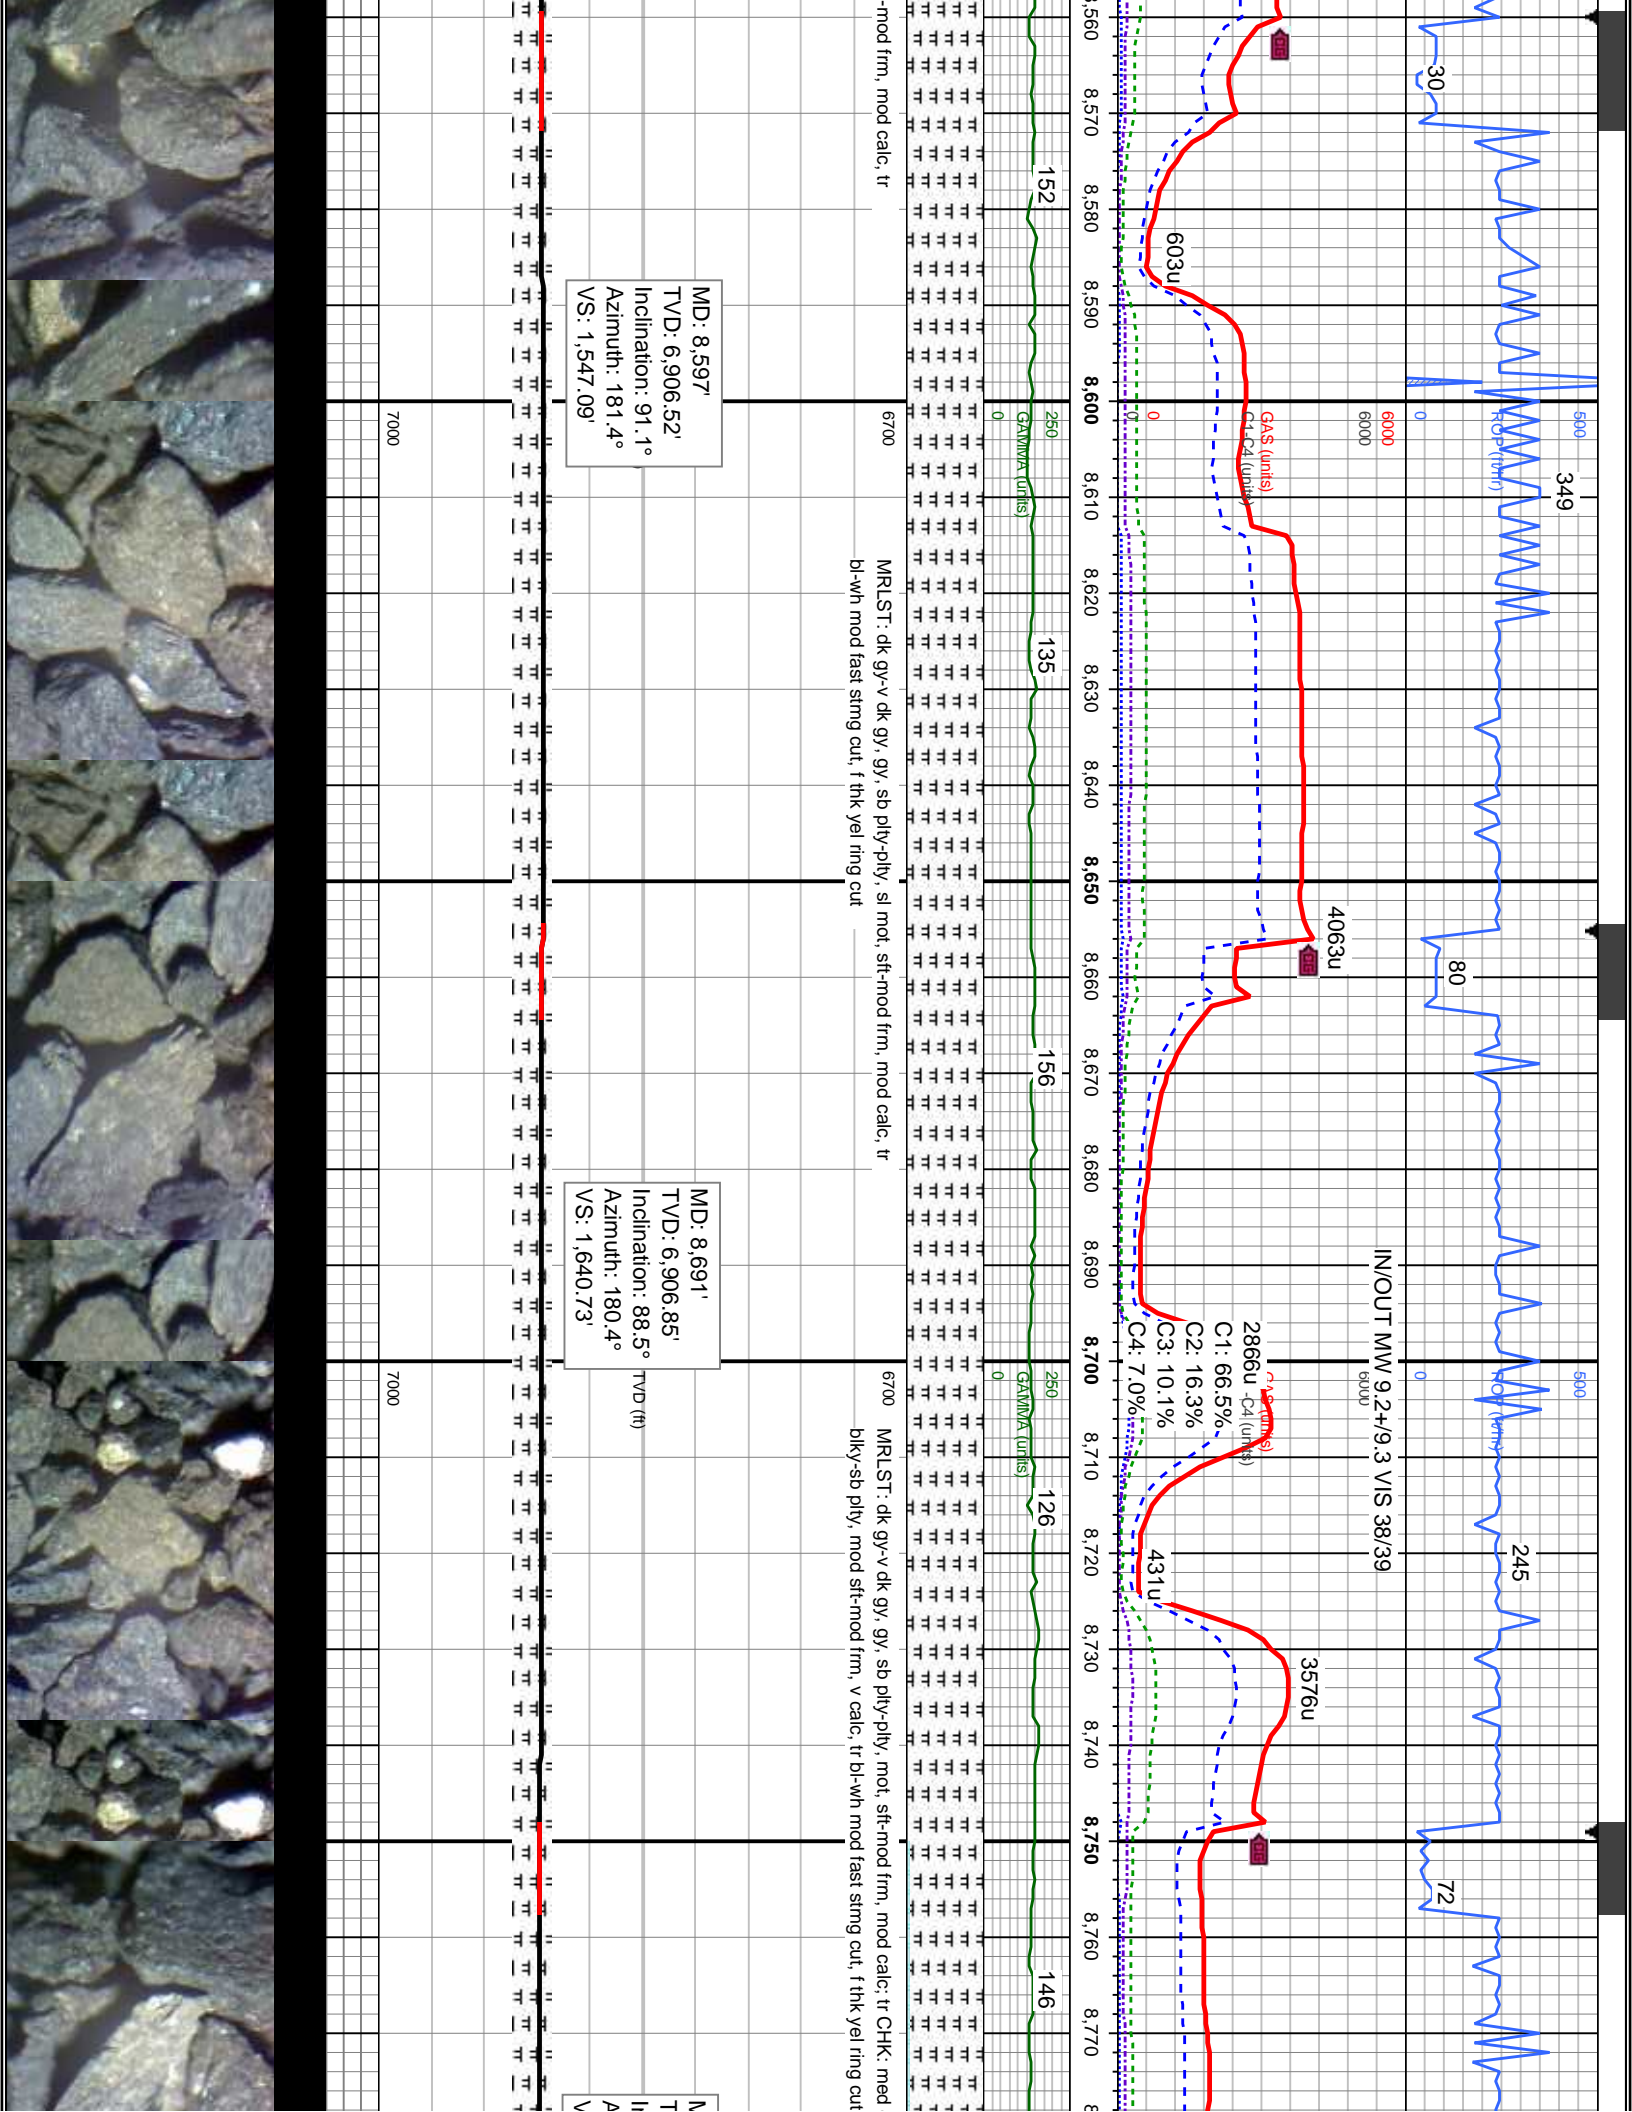 349
245
30
80
72
0
ROP (ft/hr)
500
0
ROP (ft/hr)
500
IN/OUT MW 9.2+/9.3 VIS 38/39
6000
6000
6000
0
GAS (units)
C1-C4 (units)
GAS (units)
-C4 (units)
603u
4063u
2866u
C1: 66.5%
C2: 16.3%
C3: 10.1%
C4: 7.0%
431u
3576u
8,560
8,570
8,580
8,590
8,600
8,610
8,620
8,630
8,640
8,650
8,660
8,670
8,680
8,690
8,700
8,710
8,720
8,730
8,740
8,750
8,760
8,770
152
135
156
126
146
250
GAMMA (units)
0
250
GAMMA (units)
0
-mod frm, mod calc, tr
MRLST: dk gy-v dk gy, gy, sb plty-plty, sl mot, sft-mod frm, mod calc, tr
bl-wh mod fast stmg cut, f thk yel ring cut
MRLST: dk gy-v dk gy, gy, sb plty-plty, mot, sft-mod frm, mod calc; tr CHK: med
blky-sb plty, mod sft-mod frm, v calc, tr bl-wh mod fast stmg cut, f thk yel ring cut
6700
7000
6700
TVD (ft)
7000
MD: 8,597'
TVD: 6,906.52'
Inclination: 91.1°
Azimuth: 181.4°
VS: 1,547.09'
MD: 8,691'
TVD: 6,906.85'
Inclination: 88.5°
Azimuth: 180.4°
VS: 1,640.73'